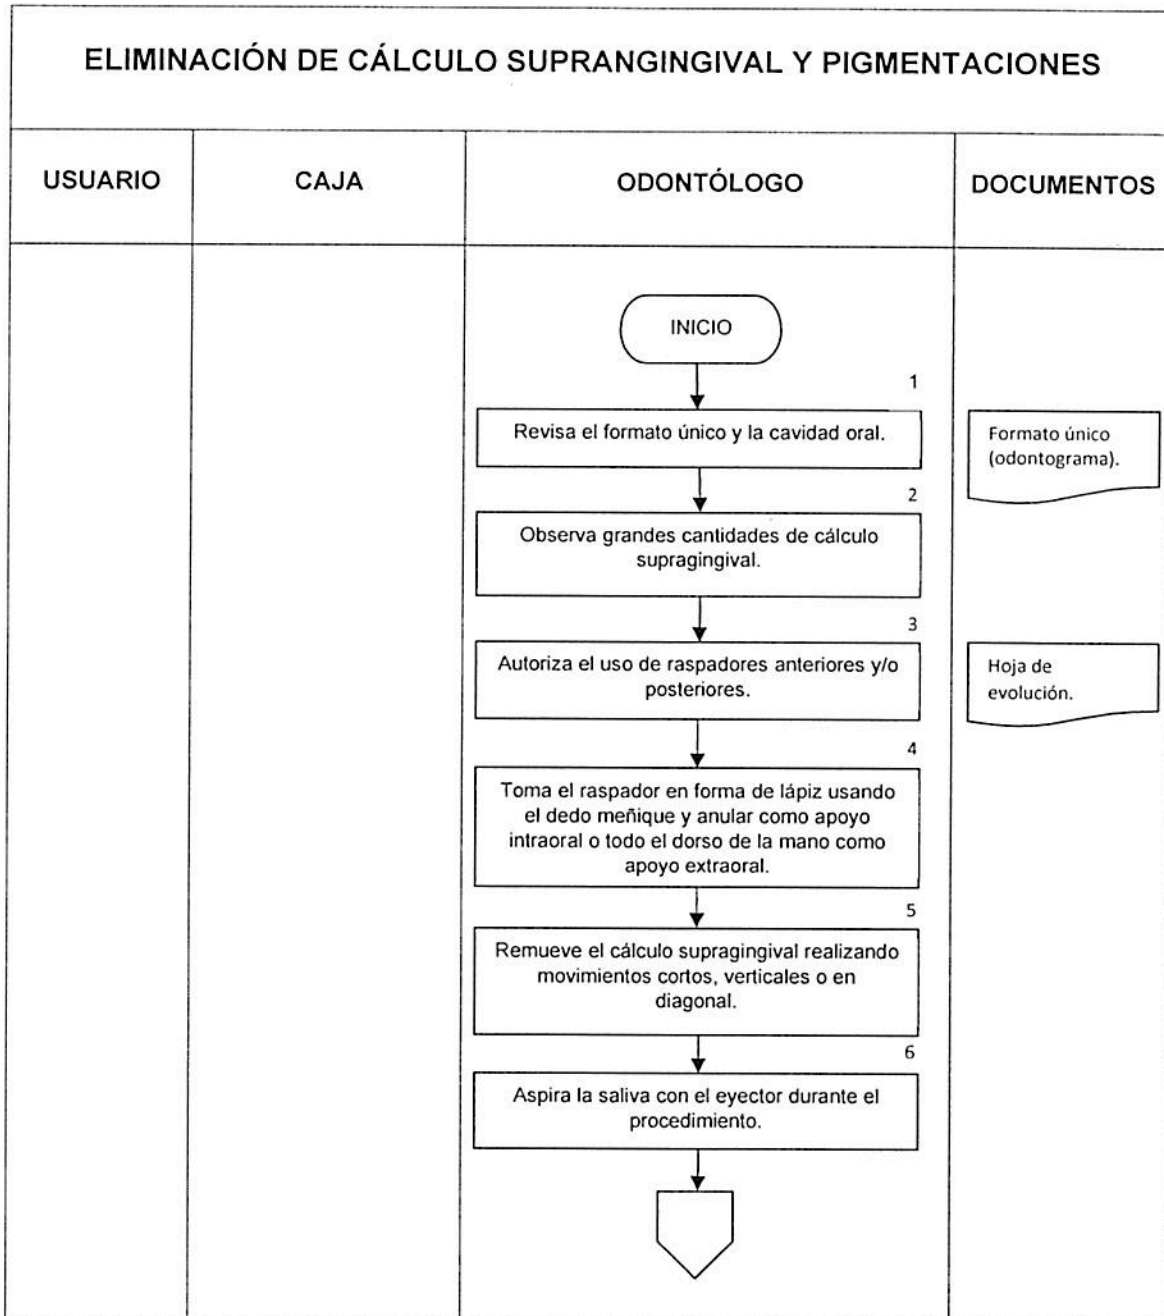 ELIMINACIÓN DE CÁLCULO SUPRANGINGIVAL Y PIGMENTACIONES
USUARIO
CAJA
ODONTÓLOGO
DOCUMENTOS
INICIO
1
Revisa el formato único y la cavidad oral.
Formato único
(odontograma).
2
Observa grandes cantidades de cálculo
supragingival.
3
Autoriza el uso de raspadores anteriores y/o
posteriores.
Hoja de
evolución.
4
Toma el raspador en forma de lápiz usando
el dedo meñique y anular como apoyo
intraoral o todo el dorso de la mano como
apoyo extraoral.
5
Remueve el cálculo supragingival realizando
movimientos cortos, verticales o en
diagonal.
6
Aspira la saliva con el eyector durante el
procedimiento.